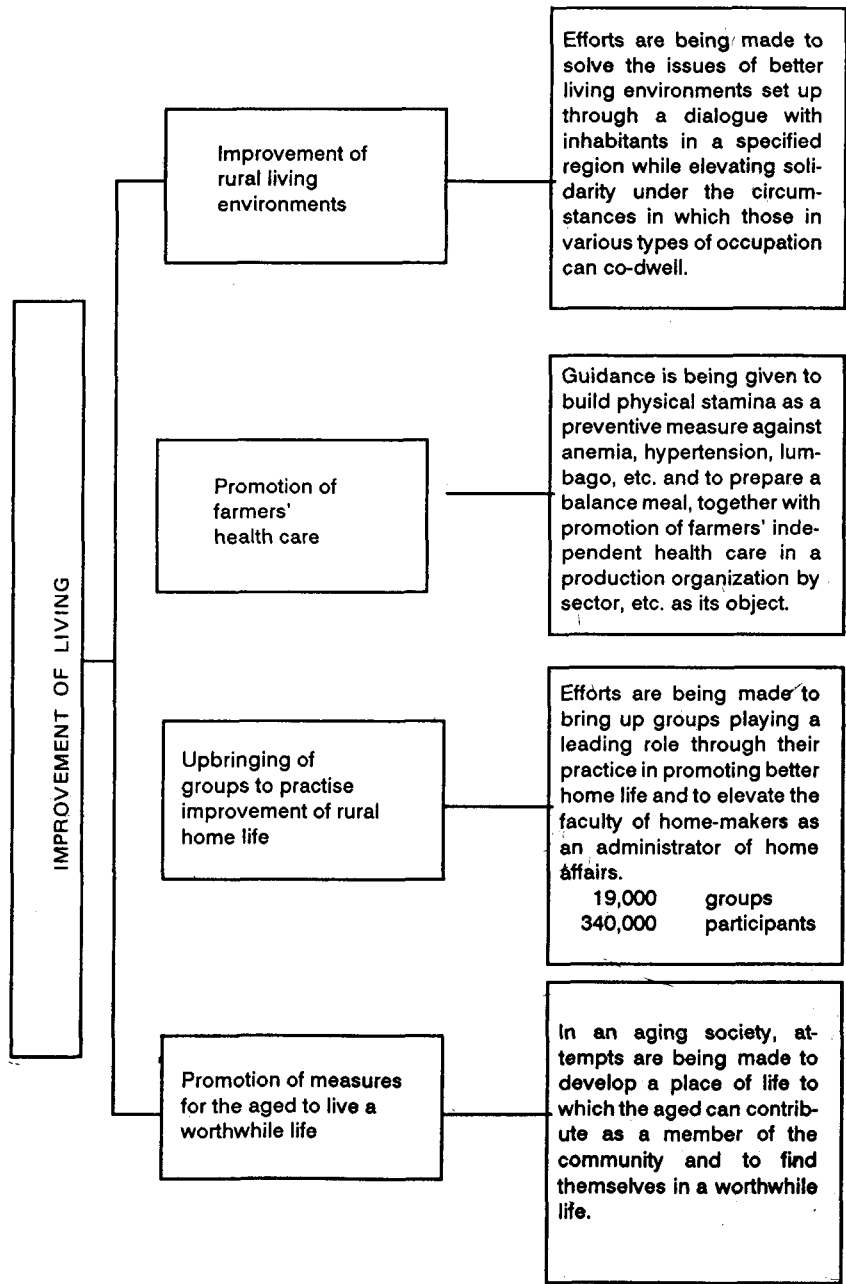 IMPROVEMENT OF LIVING
Improvement of
rural living
environments
Efforts are being made to
solve the issues of better
living environments set up
through a dialogue with
inhabitants in a specified
region while elevating soli-
darity under the circum-
stances in which those in
various types of occupation
can co-dwell.
Promotion of
farmers'
health care
Guidance is being given to
build physical stamina as a
preventive measure against
anemia, hypertension, lum-
bago, etc. and to prepare a
balance meal, together with
promotion of farmers' inde-
pendent health care in a
production organization by
sector, etc. as its object.
Upbringing of
groups to practise
improvement of rural
home life
Efforts are being made to
bring up groups playing a
leading role through their
practice in promoting better
home life and to elevate the
faculty of home-makers as
an administrator of home
affairs.
19,000 groups
340,000 participants
Promotion of measures
for the aged to live a
worthwhile life
In an aging society, at-
tempts are being made to
develop a place of life to
which the aged can contrib-
ute as a member of the
community and to find
themselves in a worthwhile
life.